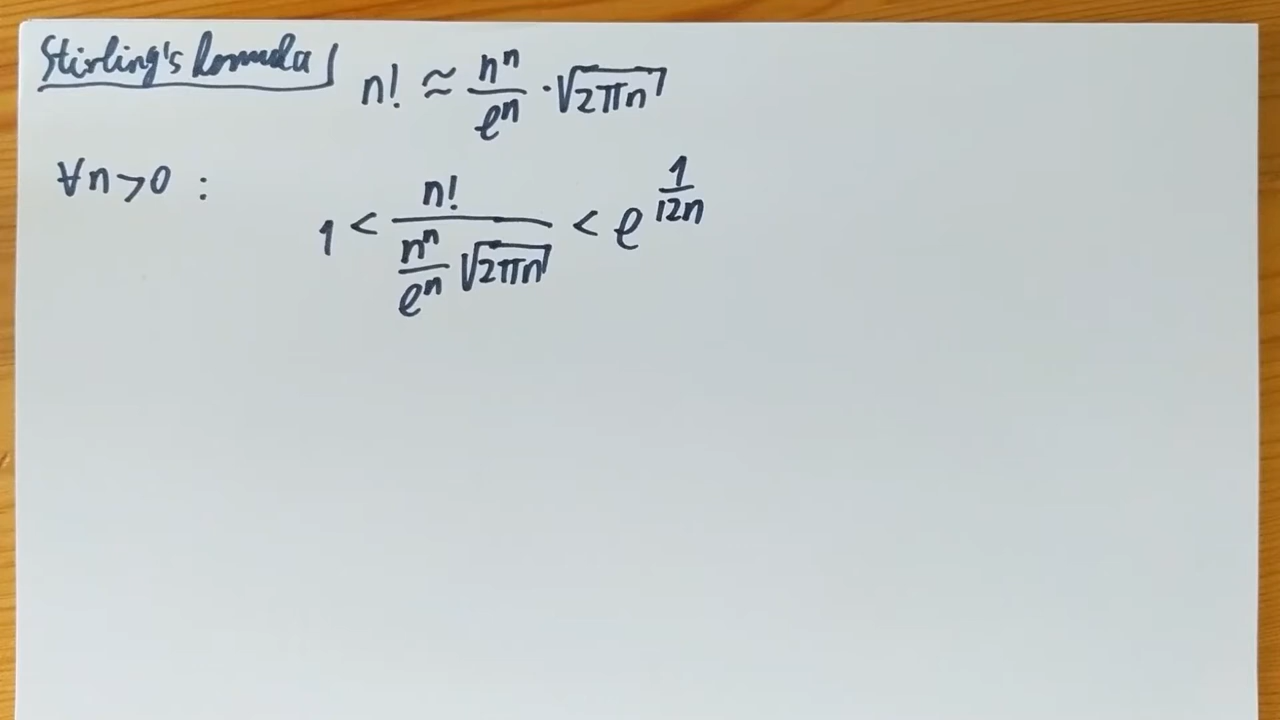 Stirling's formula n! ≈ n^n/e^n · √(2πn)
∀n>0 : 1 < n!/(n^n/e^n √(2πn)) < e^(1/12n)